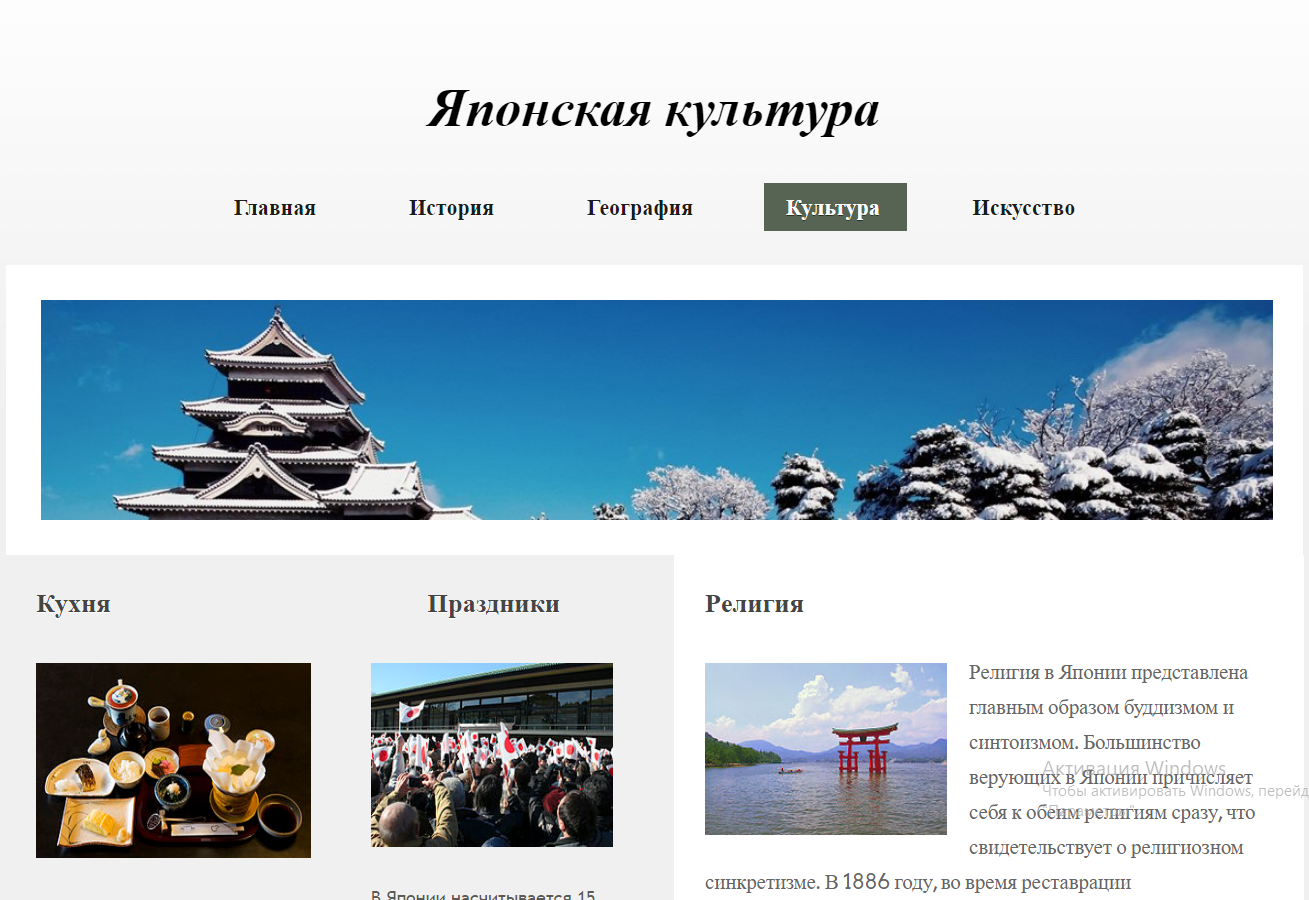 Японская культура
Главная
История
География
Культура
Искусство
Кухня
Праздники
Религия
Религия в Японии представлена
главным образом буддизмом и
синтоизмом. Большинство
верующих в Японии причисляет
себя к обеим религиям сразу, что
свидетельствует о религиозном
синкретизме. В 1886 году, во время реставрации
Активация Windows
Чтобы активировать Windows, перейд
"Параметры".
В Японии насчитывается 15